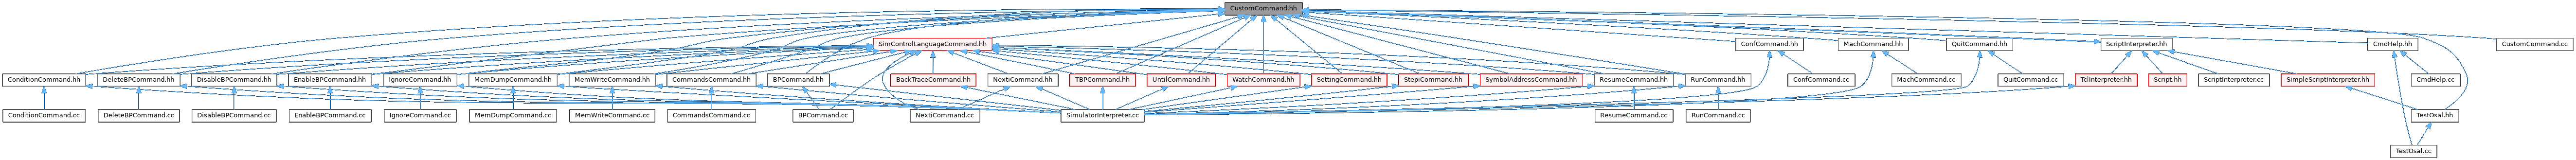 CustomCommand.hh
SimControlLanguageCommand.hh
ConfCommand.hh
MachCommand.hh
QuitCommand.hh
ScriptInterpreter.hh
CmdHelp.hh
CustomCommand.cc
ConditionCommand.hh
DeleteBPCommand.hh
DisableBPCommand.hh
EnableBPCommand.hh
IgnoreCommand.hh
MemDumpCommand.hh
MemWriteCommand.hh
CommandsCommand.hh
BPCommand.hh
BackTraceCommand.hh
NextiCommand.hh
TBPCommand.hh
UntilCommand.hh
WatchCommand.hh
SettingCommand.hh
StepiCommand.hh
SymbolAddressCommand.hh
ResumeCommand.hh
RunCommand.hh
ConfCommand.cc
MachCommand.cc
QuitCommand.cc
TclInterpreter.hh
Script.hh
ScriptInterpreter.cc
SimpleScriptInterpreter.hh
CmdHelp.cc
ConditionCommand.cc
DeleteBPCommand.cc
DisableBPCommand.cc
EnableBPCommand.cc
IgnoreCommand.cc
MemDumpCommand.cc
MemWriteCommand.cc
CommandsCommand.cc
BPCommand.cc
NextiCommand.cc
SimulatorInterpreter.cc
ResumeCommand.cc
RunCommand.cc
TestOsal.hh
TestOsal.cc